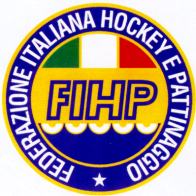 FEDERAZIONE ITALIANA HOCKEY E PATTINAGGIO
FIHP